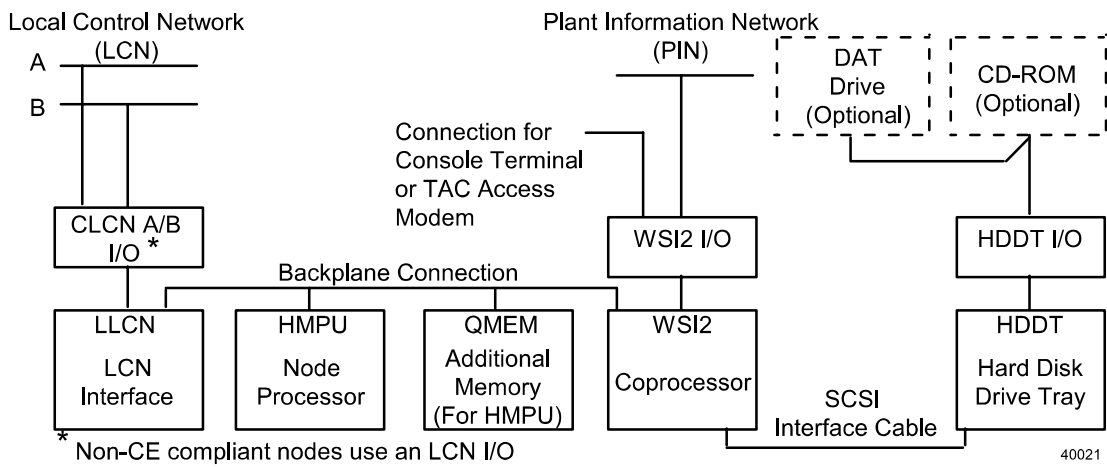 Local Control Network
(LCN)
A
B
Plant Information Network
(PIN)
DAT
Drive
(Optional)
CD-ROM
(Optional)
Connection for
Console Terminal
or TAC Access
Modem
CLCN A/B
I/O *
WSI2 I/O
HDDT I/O
Backplane Connection
LLCN
LCN
Interface
HMPU
Node
Processor
QMEM
Additional
Memory
(For HMPU)
WSI2
Coprocessor
HDDT
Hard Disk
Drive Tray
SCSI
Interface Cable
* Non-CE compliant nodes use an LCN I/O
40021